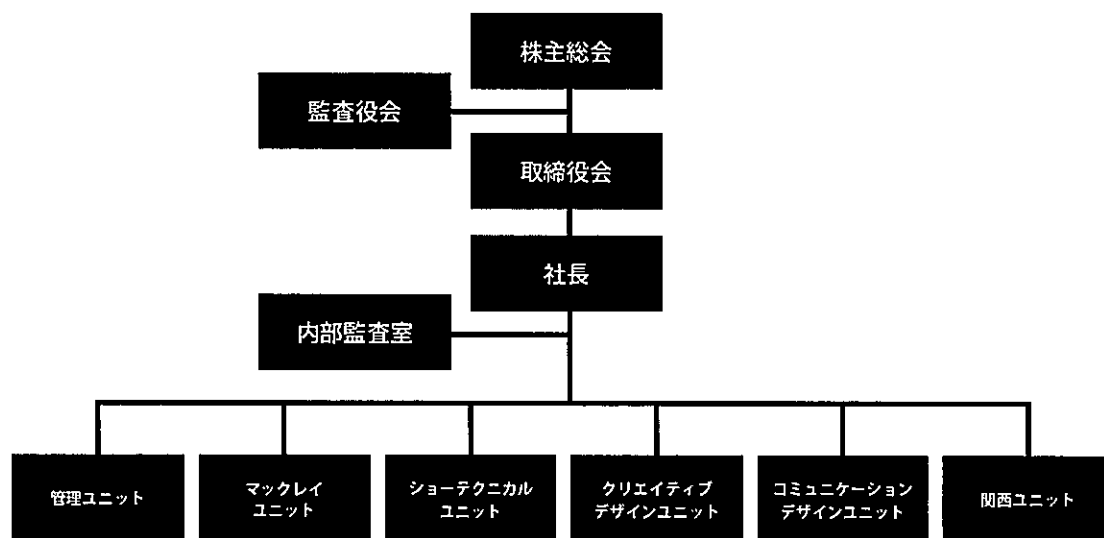 株主総会
監査役会
取締役会
社長
内部監査室
管理ユニット
マックレイ
ユニット
ショーテクニカル
ユニット
クリエイティブ
デザインユニット
コミュニケーション
デザインユニット
関西ユニット